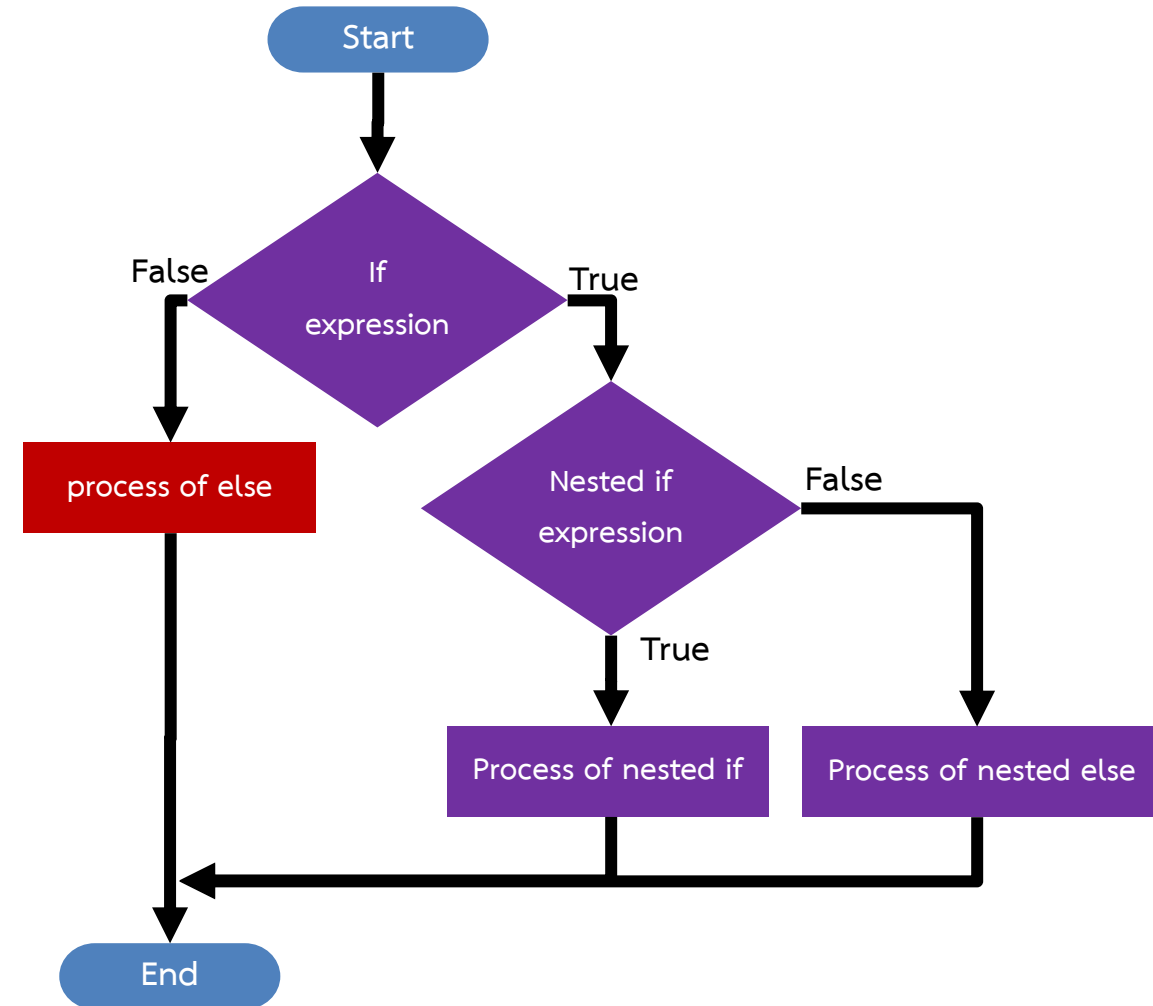 Start
False
If
expression
True
process of else
Nested if
expression
False
True
Process of nested if
Process of nested else
End